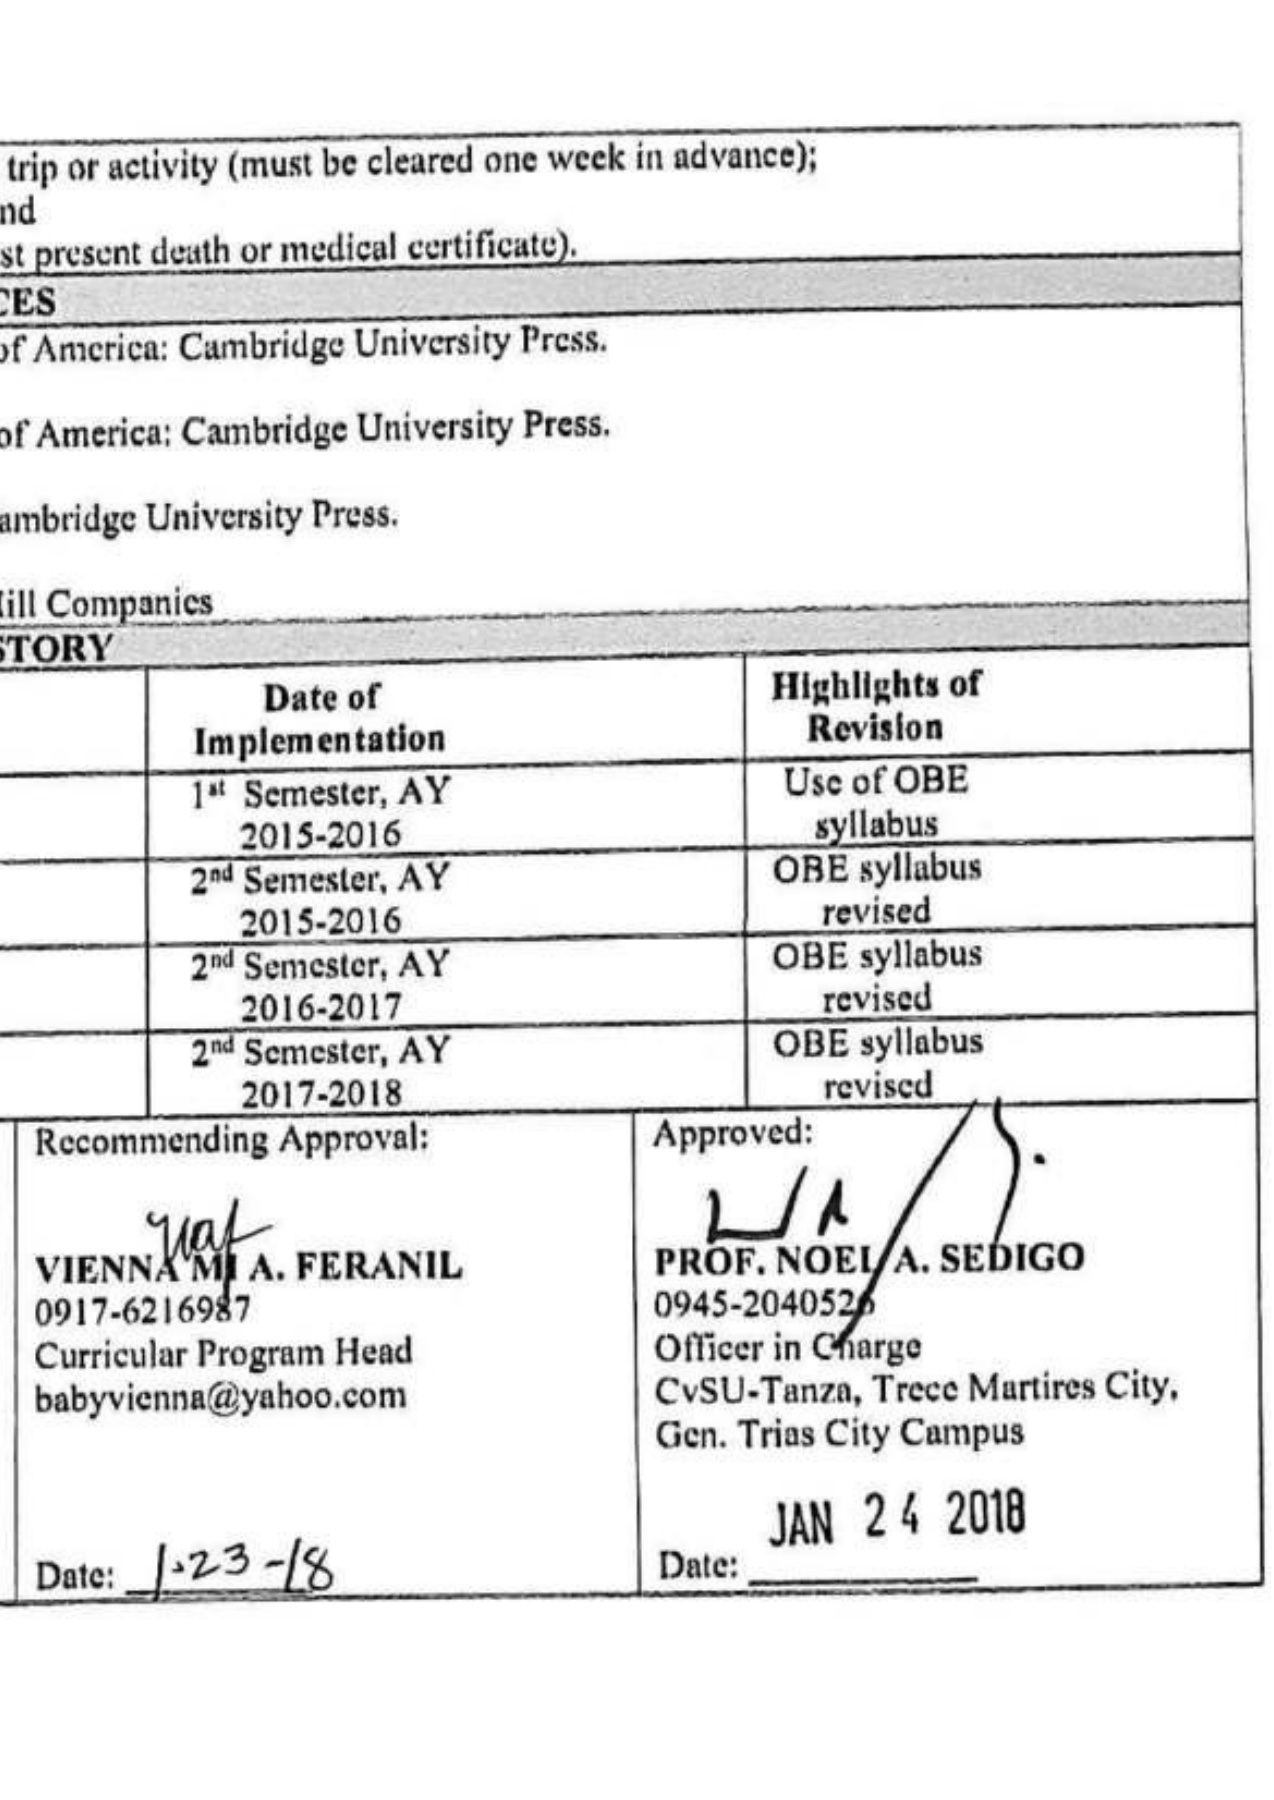 trip or activity (must be cleared one week in advance);
nd
st present death or medical certificate).
CES
of America: Cambridge University Press.
of America: Cambridge University Press.
ambridge University Press.
Hill Companies
STORY
Date of
Implementation
Highlights of
Revision
1st Semester, AY
2015-2016
Use of OBE
syllabus
2nd Semester, AY
2015-2016
OBE syllabus
revised
2nd Semester, AY
2016-2017
OBE syllabus
revised
2nd Semester, AY
2017-2018
OBE syllabus
revised
Recommending Approval:
VIENNA MI A. FERANIL
0917-6216987
Curricular Program Head
babyvienna@yahoo.com
Date: 1-23-18
Approved:
PROF. NOEL A. SEDIGO
0945-2040526
Officer in Charge
CvSU-Tanza, Trece Martires City,
Gen. Trias City Campus
JAN 24 2018
Date: